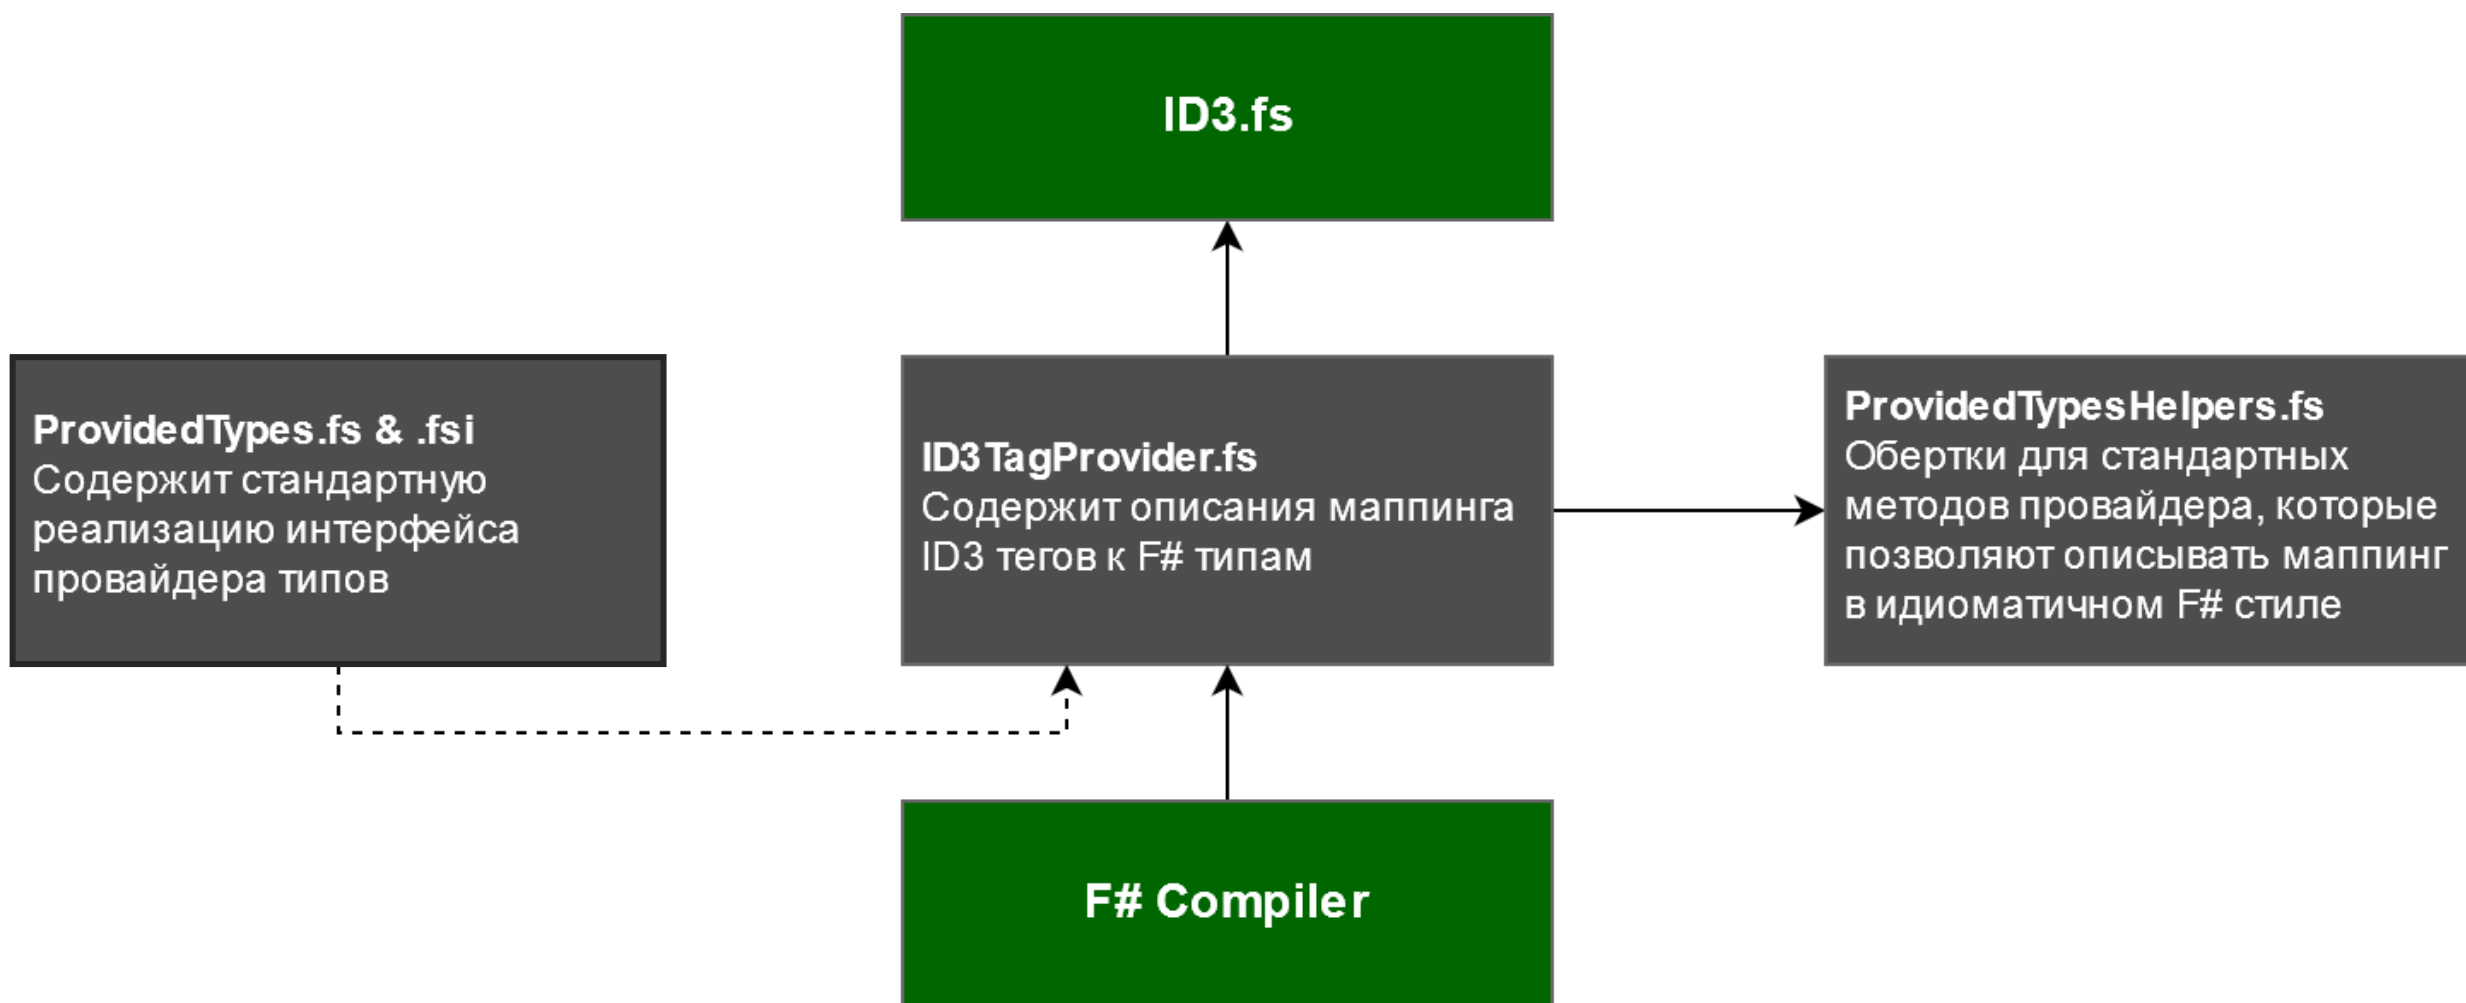 ID3.fs
ProvidedTypes.fs & .fsi
Содержит стандартную
реализацию интерфейса
провайдера типов
ID3TagProvider.fs
Содержит описания маппинга
ID3 тегов к F# типам
ProvidedTypesHelpers.fs
Обертки для стандартных
методов провайдера, которые
позволяют описывать маппинг
в идиоматичном F# стиле
F# Compiler